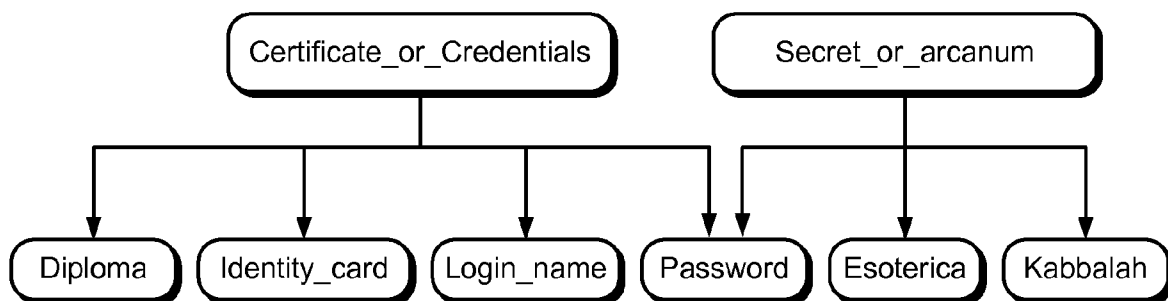 Certificate_or_Credentials
Secret_or_arcanum
Diploma
Identity_card
Login_name
Password
Esoterica
Kabbalah